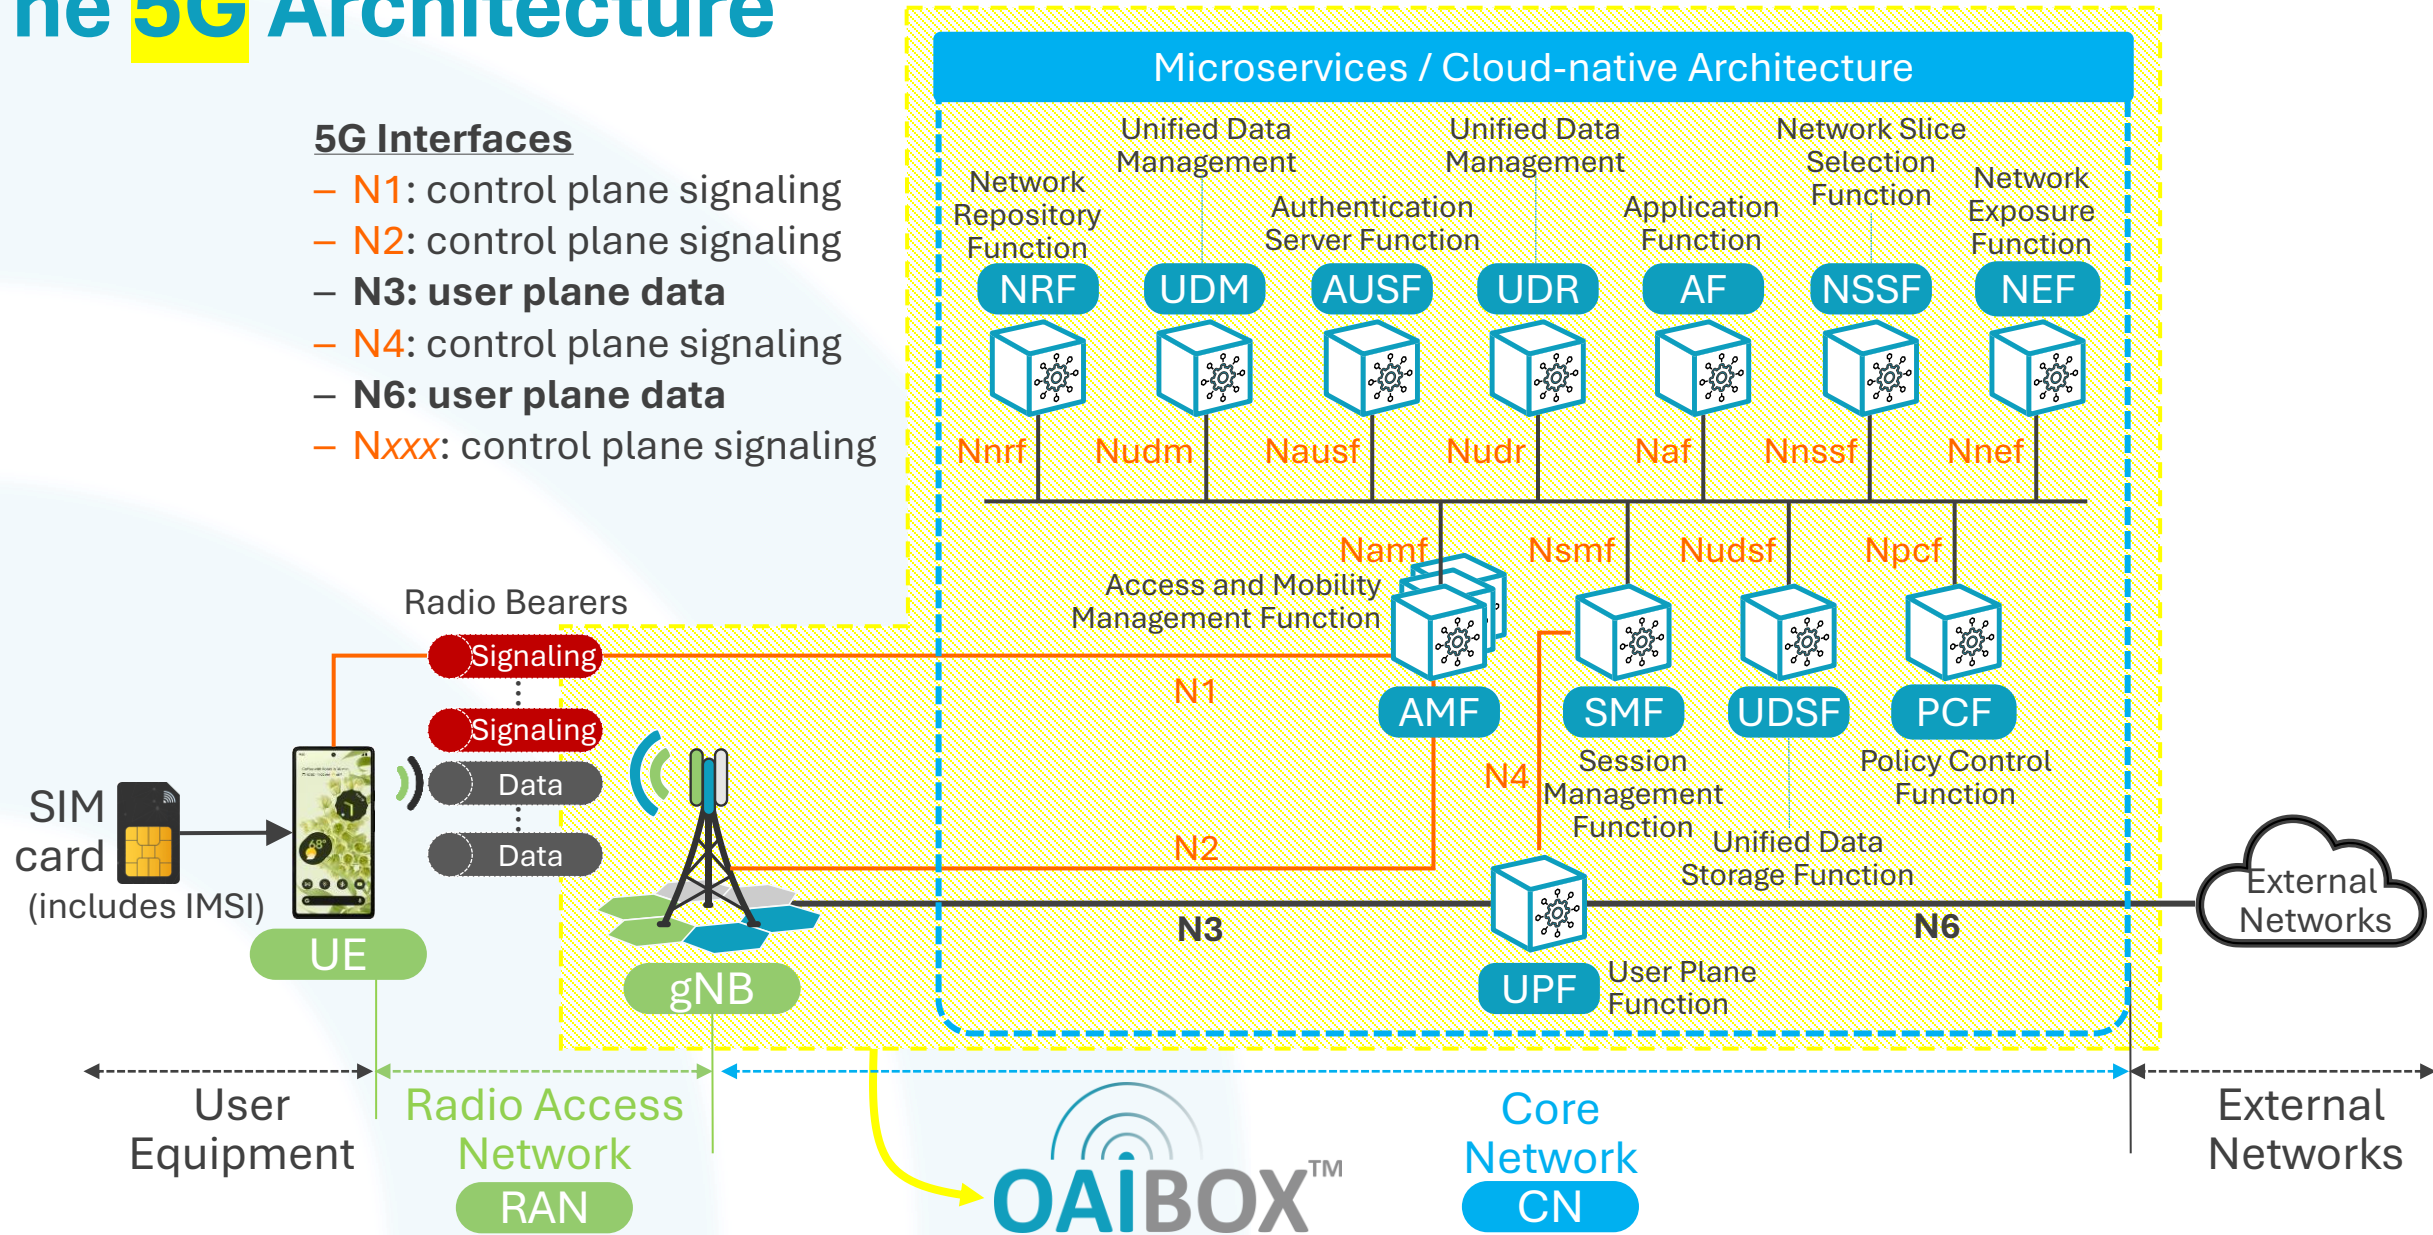 he 5G Architecture
Microservices / Cloud-native Architecture
5G Interfaces
– N1: control plane signaling
– N2: control plane signaling
– N3: user plane data
– N4: control plane signaling
– N6: user plane data
– Nxxx: control plane signaling
Network
Repository
Function
Unified Data
Management
Authentication
Server Function
Unified Data
Management
Application
Function
Network Slice
Selection
Function
Network
Exposure
Function
NRF
UDM
AUSF
UDR
AF
NSSF
NEF
Nnrf
Nudm
Nausf
Nudr
Naf
Nnssf
Nnef
Namf
Nsmf
Nudsf
Npcf
Access and Mobility
Management Function
AMF
SMF
UDSF
PCF
Session
Management
Function
Unified Data
Storage Function
Policy Control
Function
Radio Bearers
Signaling
Signaling
Data
Data
N1
N2
N4
N3
N6
SIM
card
(includes IMSI)
UE
gNB
UPF
User Plane
Function
External
Networks
User
Equipment
Radio Access
Network
RAN
OAIBOX™
Core
Network
CN
External
Networks